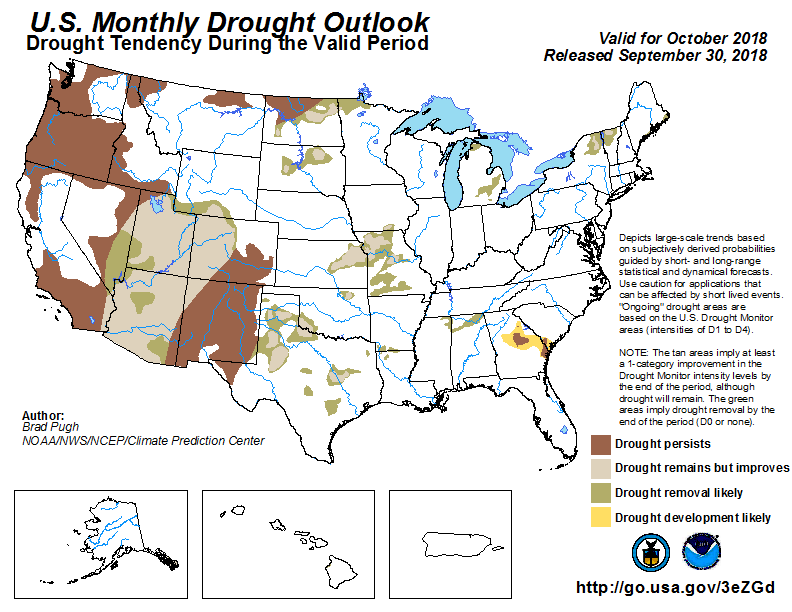 U.S. Monthly Drought Outlook
Drought Tendency During the Valid Period
Valid for October 2018
Released September 30, 2018
Depicts large-scale trends based
on subjectively derived probabilities
guided by short- and long-range
statistical and dynamical forecasts.
Use caution for applications that
can be affected by short lived events.
"Ongoing" drought areas are
based on the U.S. Drought Monitor
areas (intensities of D1 to D4).
NOTE: The tan areas imply at least
a 1-category improvement in the
Drought Monitor intensity levels by
the end of the period, although
drought will remain. The green
areas imply drought removal by the
end of the period (D0 or none).
Author:
Brad Pugh
NOAA/NWS/NCEP/Climate Prediction Center
Drought persists
Drought remains but improves
Drought removal likely
Drought development likely
http://go.usa.gov/3eZGd